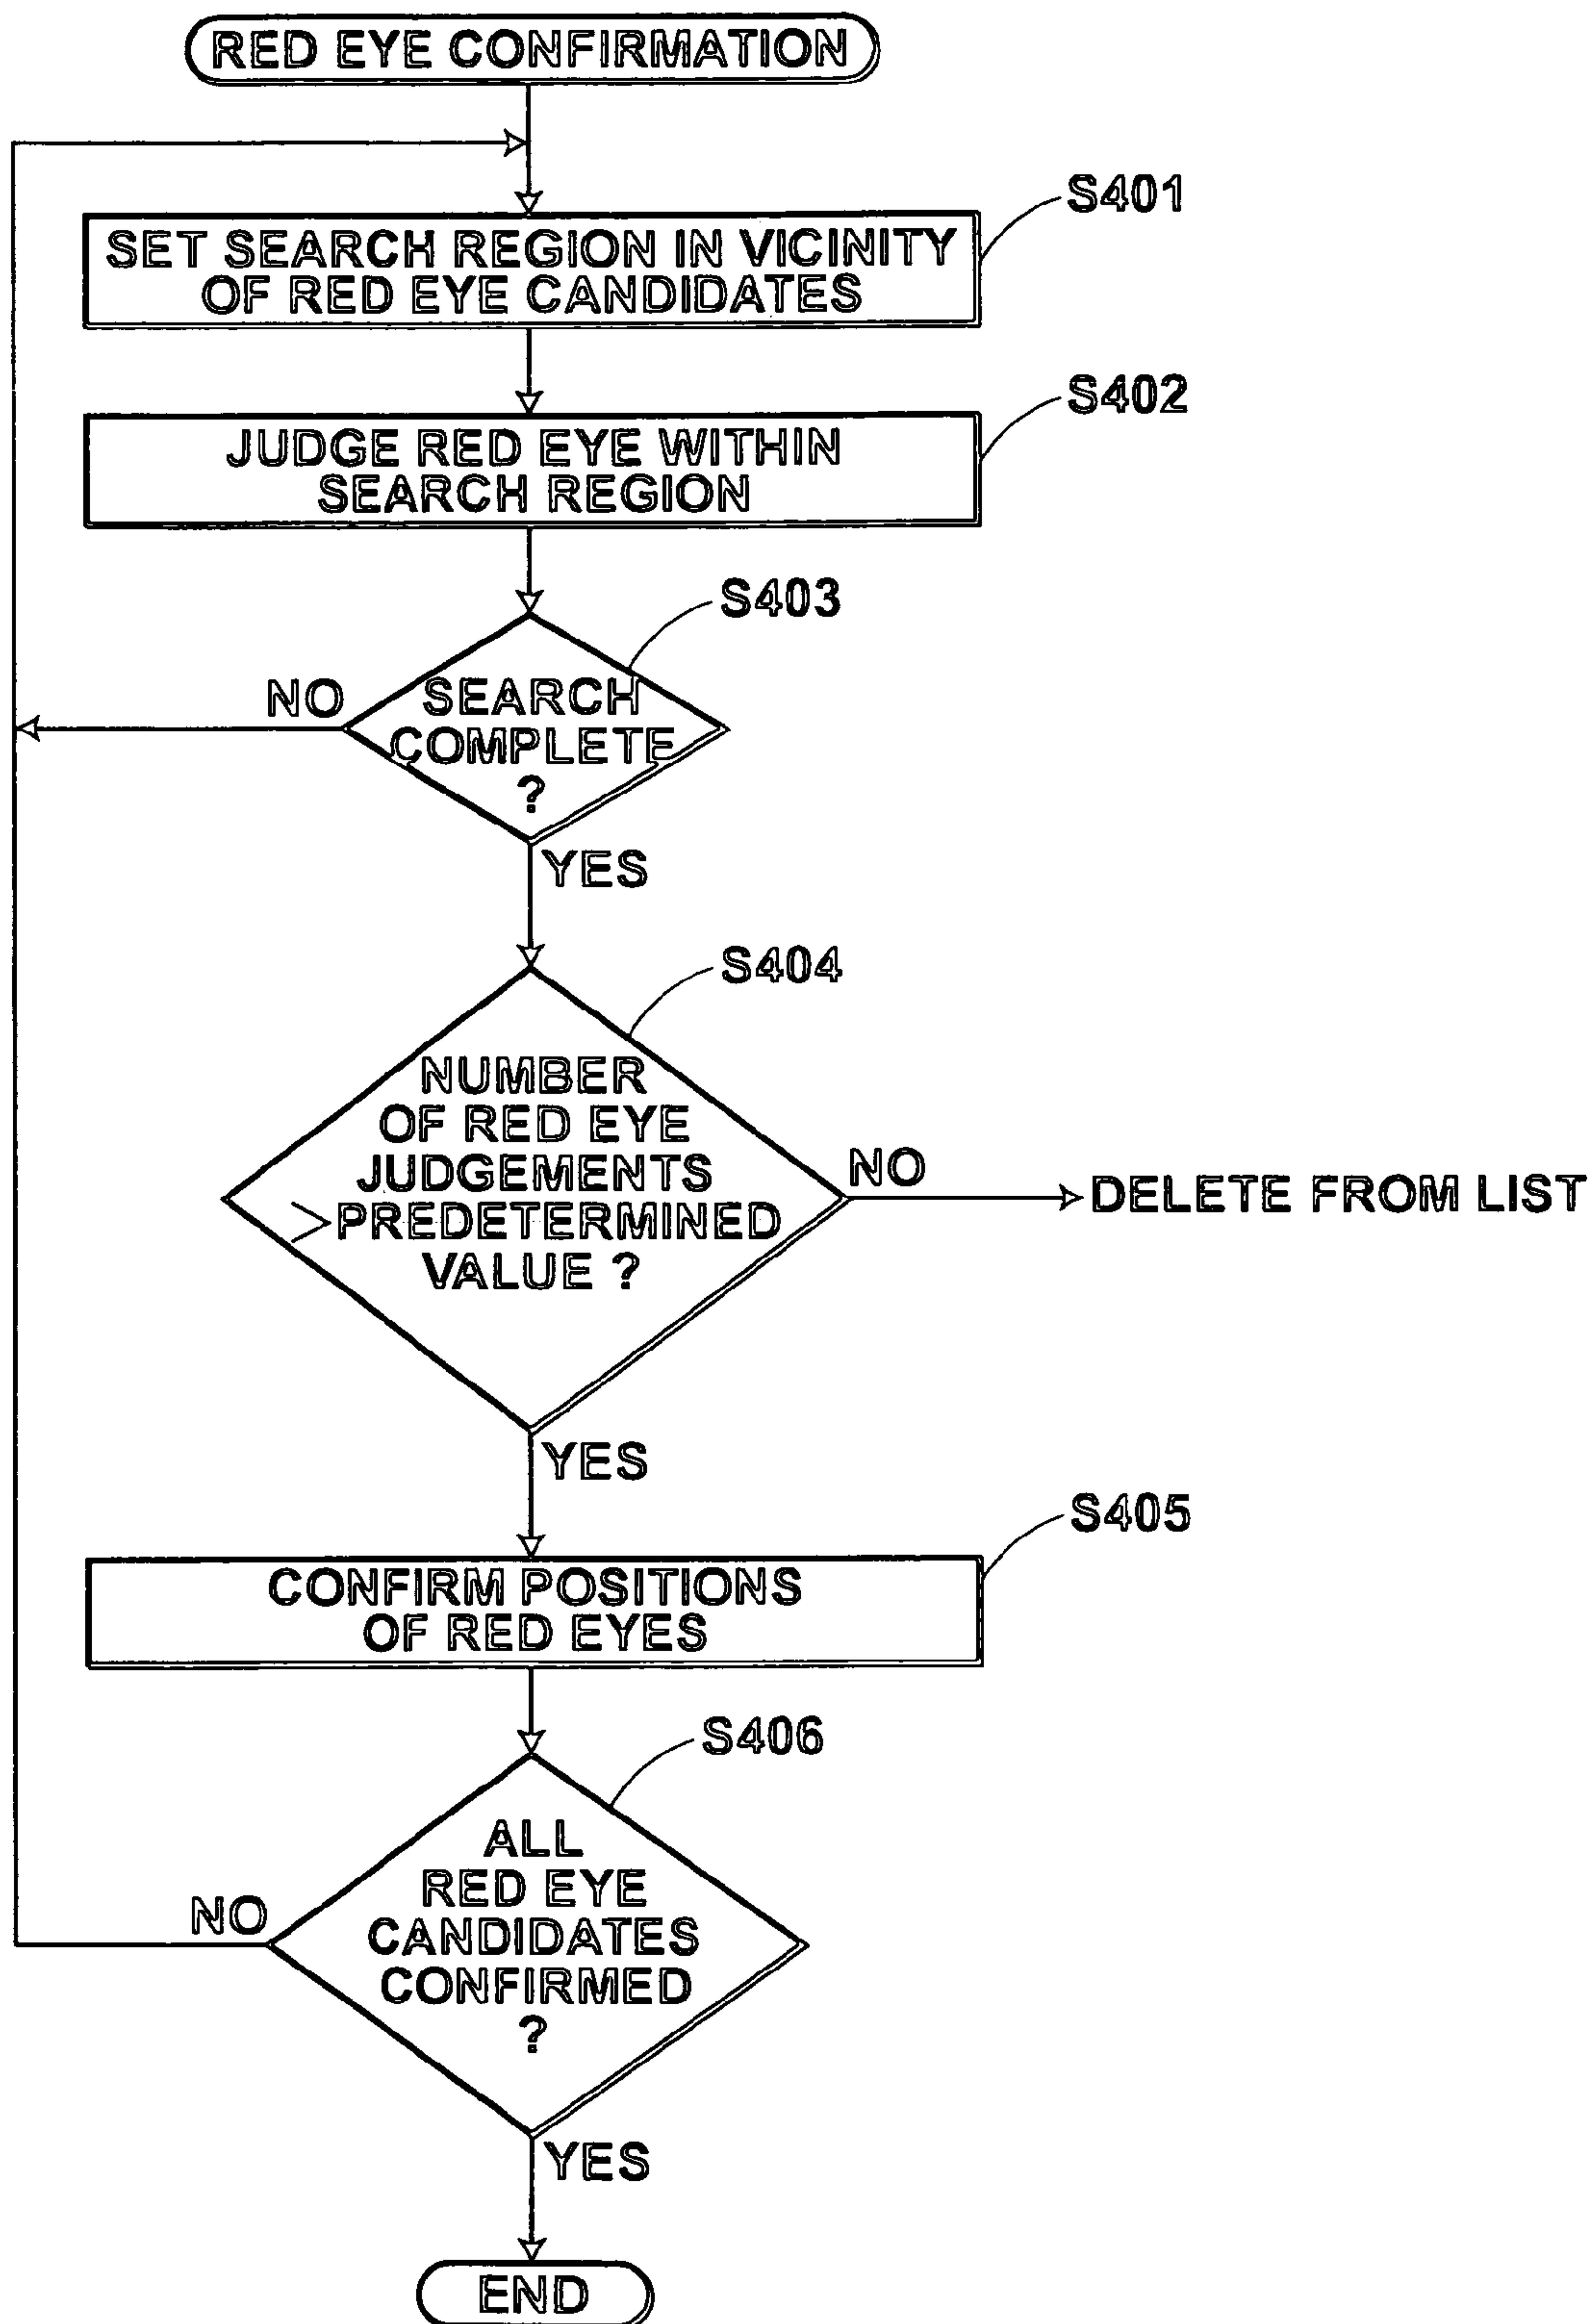 RED EYE CONFIRMATION
S401
SET SEARCH REGION IN VICINITY
OF RED EYE CANDIDATES
S402
JUDGE RED EYE WITHIN
SEARCH REGION
S403
NO
SEARCH
COMPLETE
?
YES
S404
NUMBER
OF RED EYE
JUDGEMENTS
>PREDETERMINED
VALUE ?
NO
DELETE FROM LIST
YES
S405
CONFIRM POSITIONS
OF RED EYES
S406
ALL
RED EYE
CANDIDATES
CONFIRMED
?
NO
YES
END